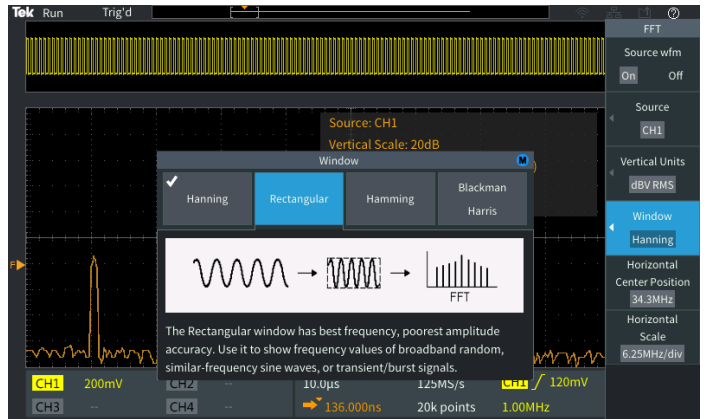 Tek Run Trig'd
FFT
Source wfm
On Off
Source
CH1
Vertical Units
dBV RMS
Window
Hanning
Horizontal
Center Position
34.3MHz
Horizontal
Scale
6.25MHz/div
Source: CH1
Vertical Scale: 20dB
)
Window M
Hanning Rectangular Hamming Blackman
Harris
FFT
The Rectangular window has best frequency, poorest amplitude
accuracy. Use it to show frequency values of broadband random,
similar-frequency sine waves, or transient/burst signals.
F
CH1 200mV CH2 -- 10.0µs 125MS/s CH1 / 120mV
CH3 -- CH4 -- 136.000ns 20k points 1.00MHz